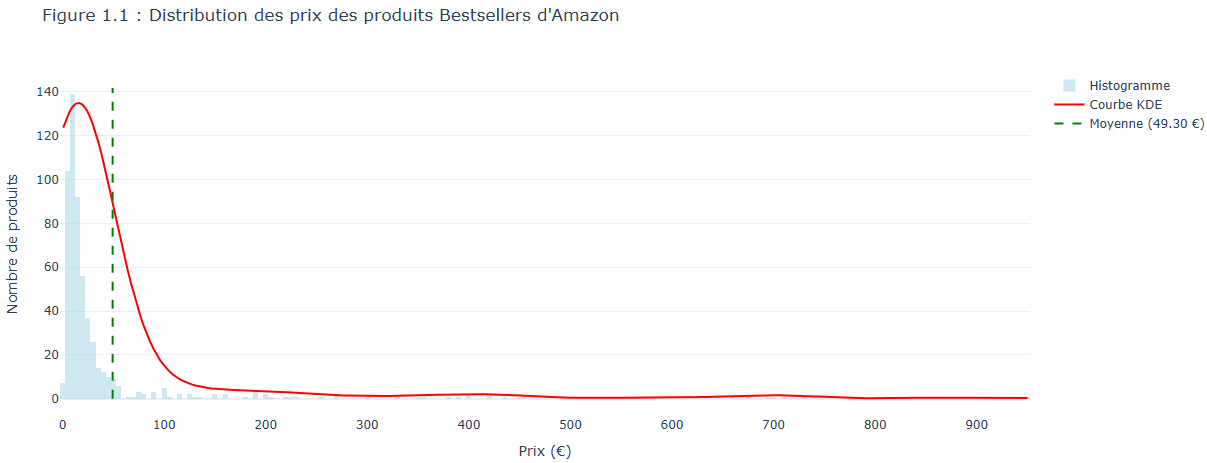 Figure 1.1 : Distribution des prix des produits Bestsellers d'Amazon
Histogramme
Courbe KDE
Moyenne (49.30 €)
Nombre de produits
140
120
100
80
60
40
20
0
0 100 200 300 400 500 600 700 800 900
Prix (€)